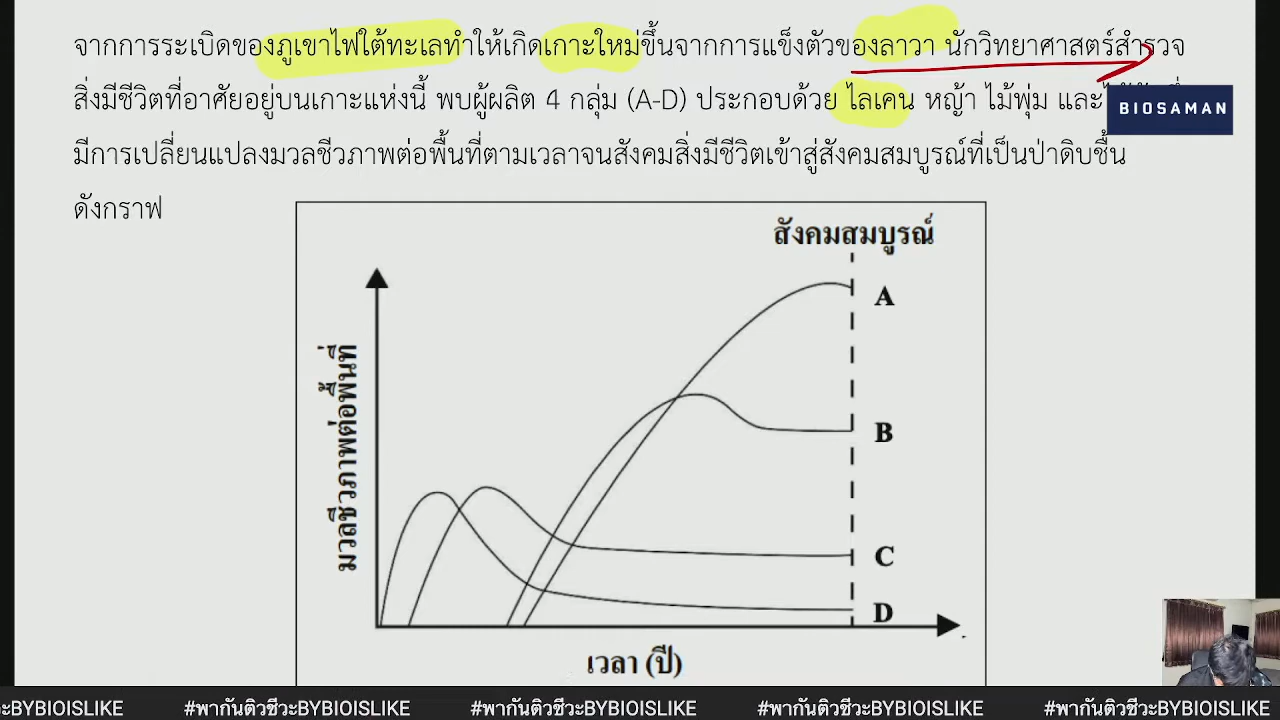 จากการระเบิดของภูเขาไฟใต้ทะเลทำให้เกิดเกาะใหม่ขึ้นจากการแข็งตัวของลาวา นักวิทยาศาสตร์สำรวจ
สิ่งมีชีวิตที่อาศัยอยู่บนเกาะแห่งนี้ พบผู้ผลิต 4 กลุ่ม (A-D) ประกอบด้วย ไลเคน หญ้า ไม้พุ่ม และ
BIOSAMAN
มีการเปลี่ยนแปลงมวลชีวภาพต่อพื้นที่ตามเวลาจนสังคมสิ่งมีชีวิตเข้าสู่สังคมสมบูรณ์ที่เป็นป่าดิบชื้น
ดังกราฟ
สังคมสมบูรณ์
A
มวลชีวภาพต่อพื้นที่
B
C
D
เวลา (ปี)
#พากันติวชีวะBYBIOISLIKE #พากันติวชีวะBYBIOISLIKE #พากันติวชีวะBYBIOISLIKE #พากันติวชีวะBYBIOISLIKE